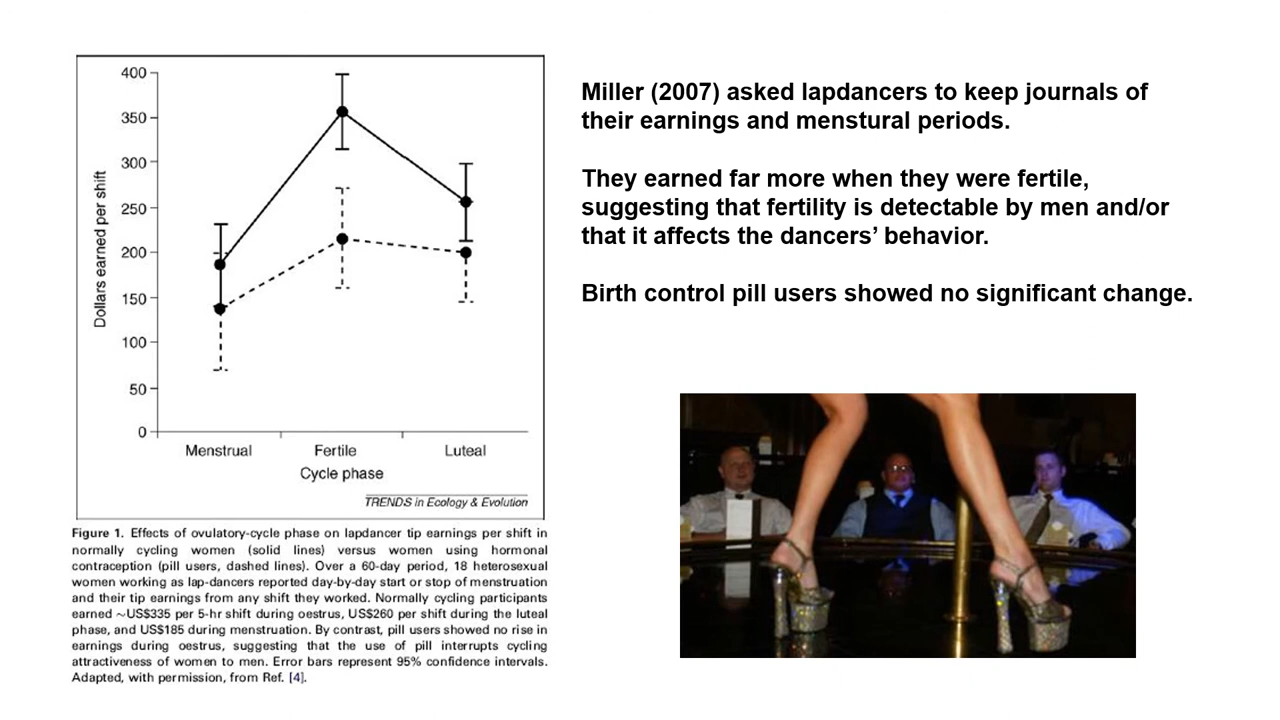 400
350
300
250
200
150
100
50
0
Dollars earned per shift
Menstrual
Fertile
Luteal
Cycle phase
TRENDS in Ecology & Evolution
Figure 1. Effects of ovulatory-cycle phase on lapdancer tip earnings per shift in
normally cycling women (solid lines) versus women using hormonal
contraception (pill users, dashed lines). Over a 60-day period, 18 heterosexual
women working as lap-dancers reported day-by-day start or stop of menstruation
and their tip earnings from any shift they worked. Normally cycling participants
earned ~US$335 per 5-hr shift during oestrus, US$260 per shift during the luteal
phase, and US$185 during menstruation. By contrast, pill users showed no rise in
earnings during oestrus, suggesting that the use of pill interrupts cycling
attractiveness of women to men. Error bars represent 95% confidence intervals.
Adapted, with permission, from Ref. [4].
Miller (2007) asked lapdancers to keep journals of
their earnings and menstural periods.
They earned far more when they were fertile,
suggesting that fertility is detectable by men and/or
that it affects the dancers’ behavior.
Birth control pill users showed no significant change.